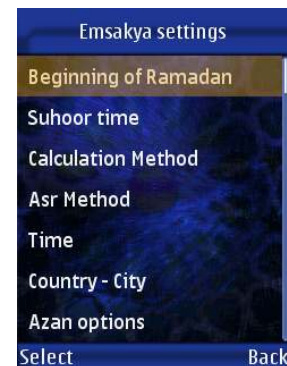 Emsakya settings
Beginning of Ramadan
Suhoor time
Calculation Method
Asr Method
Time
Country - City
Azan options
Select Back